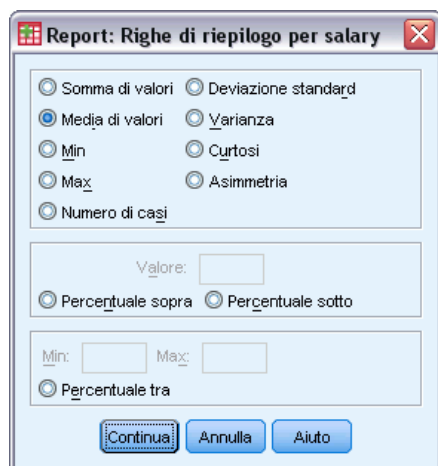 Report: Righe di riepilogo per salary
Somma di valori Deviazione standard
Media di valori Varianza
Min Curtosi
Max Asimmetria
Numero di casi
Valore:
Percentuale sopra Percentuale sotto
Min: Max:
Percentuale tra
Continua Annulla Aiuto